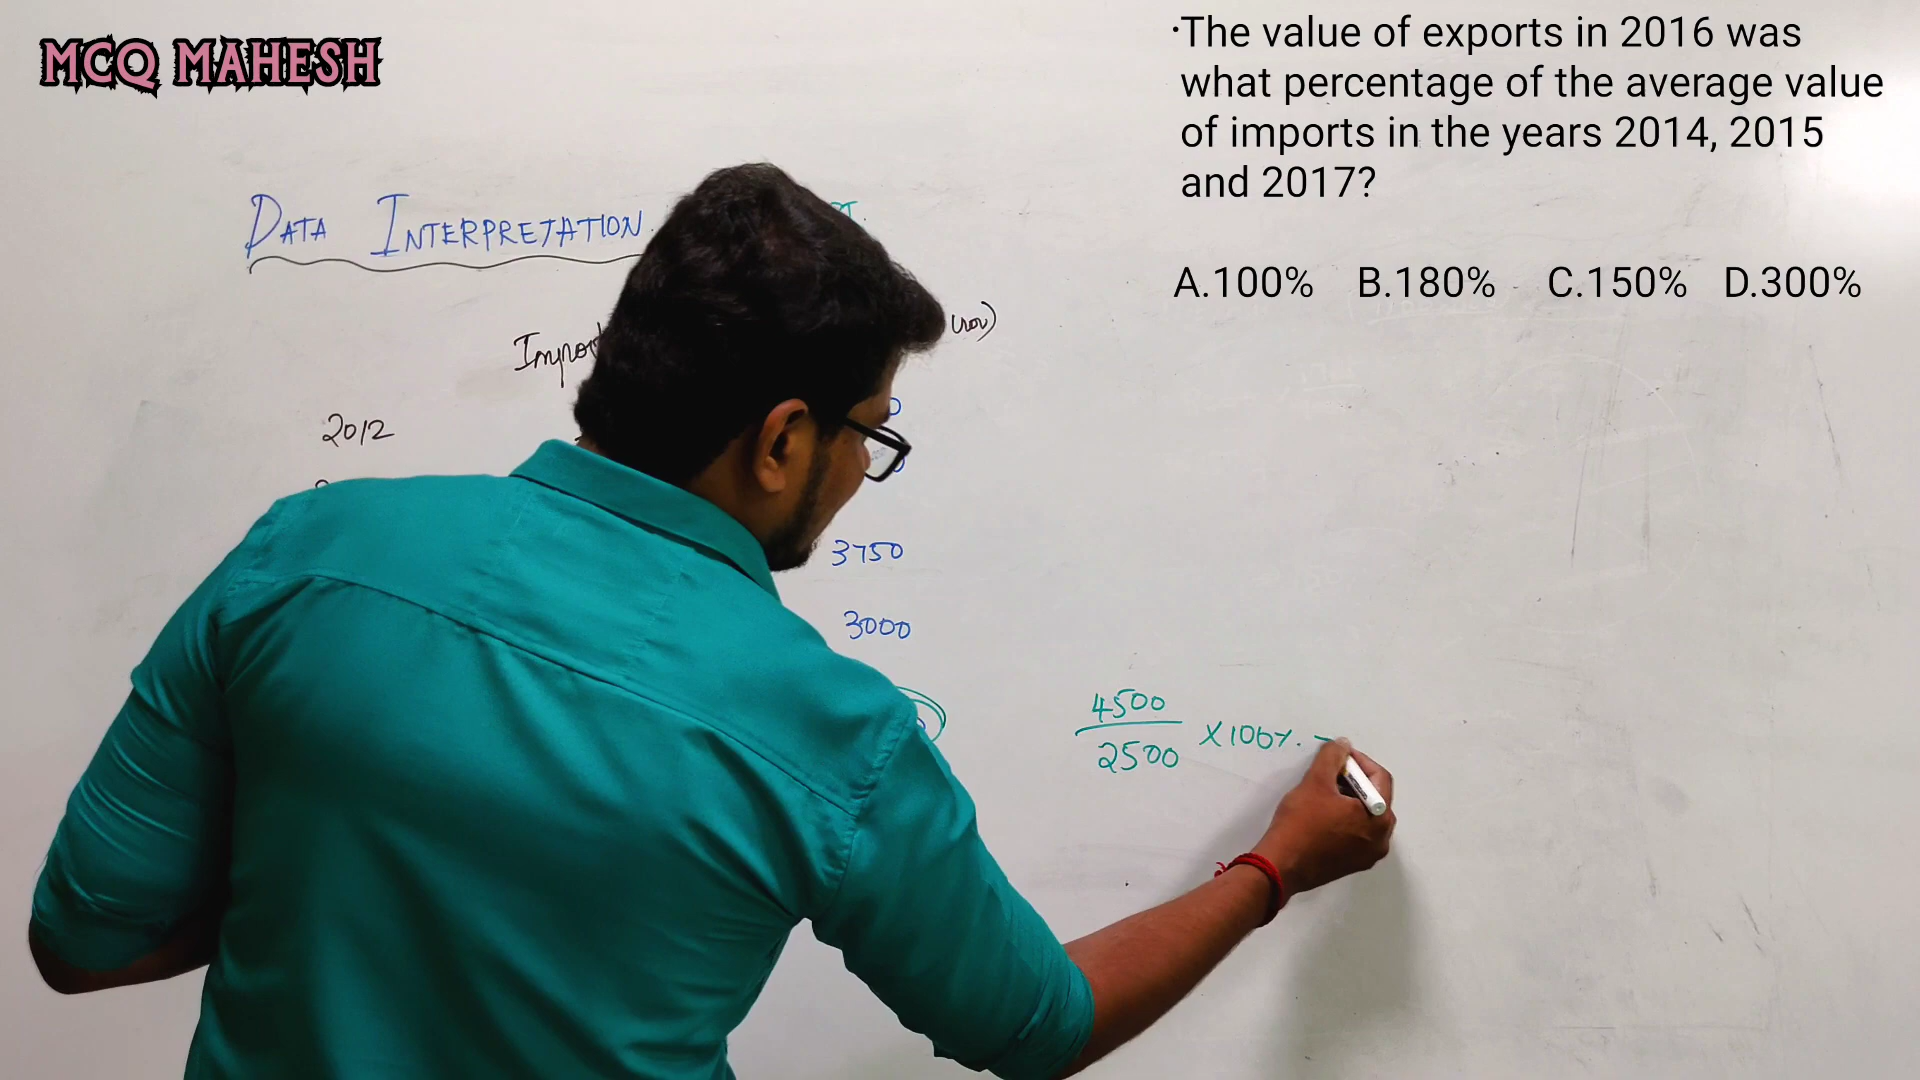 MCQ MAHESH
·The value of exports in 2016 was
what percentage of the average value
of imports in the years 2014, 2015
and 2017?
A.100% B.180% C.150% D.300%
DATA INTERPRETATION
2012
3750
3000
4500
2500
X100%.